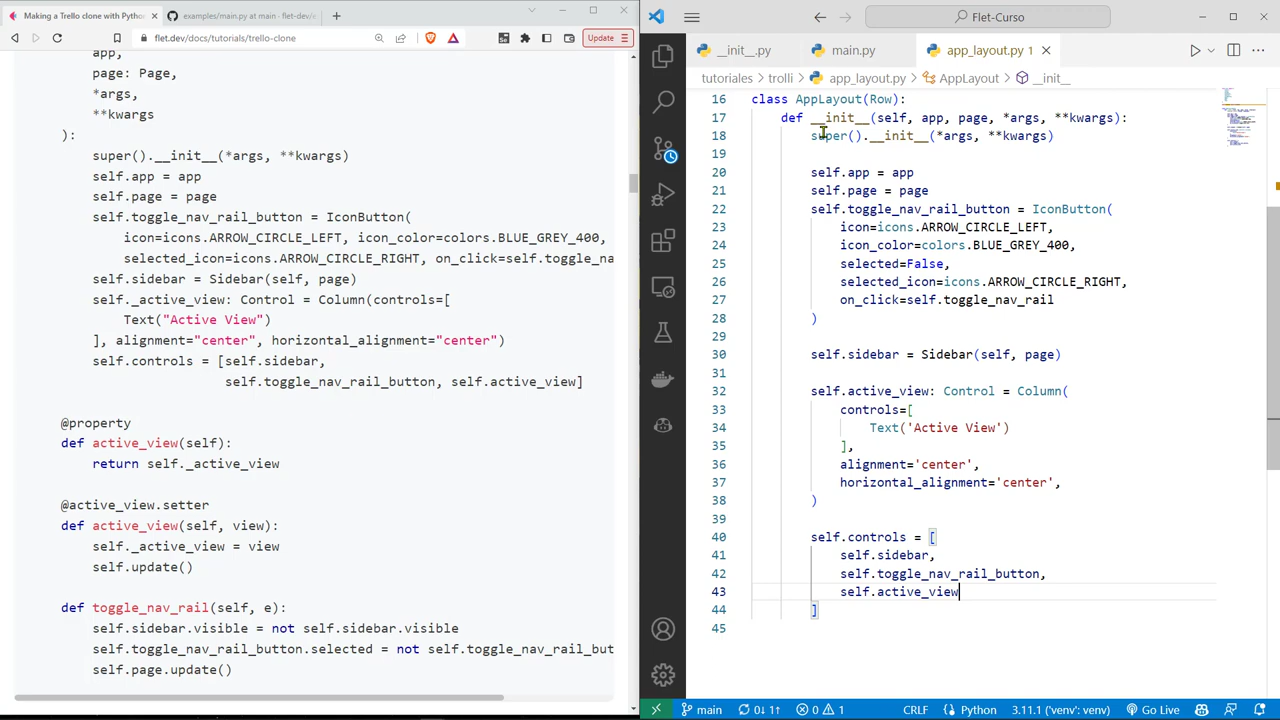 Making a Trello clone with Python
examples/main.py at main · flet-dev/e
flet.dev/docs/tutorials/trello-clone
Update
app,
page: Page,
*args,
**kwargs
):
super().__init__(*args, **kwargs)
self.app = app
self.page = page
self.toggle_nav_rail_button = IconButton(
icon=icons.ARROW_CIRCLE_LEFT, icon_color=colors.BLUE_GREY_400,
selected_icon=icons.ARROW_CIRCLE_RIGHT, on_click=self.toggle_na
self.sidebar = Sidebar(self, page)
self._active_view: Control = Column(controls=[
Text("Active View")
], alignment="center", horizontal_alignment="center")
self.controls = [self.sidebar,
self.toggle_nav_rail_button, self.active_view]
@property
def active_view(self):
return self._active_view
@active_view.setter
def active_view(self, view):
self._active_view = view
self.update()
def toggle_nav_rail(self, e):
self.sidebar.visible = not self.sidebar.visible
self.toggle_nav_rail_button.selected = not self.toggle_nav_rail_but
self.page.update()
Flet-Curso
__init__.py
main.py
app_layout.py 1
tutoriales > trolli > app_layout.py > AppLayout > __init__
16 class AppLayout(Row):
17 def __init__(self, app, page, *args, **kwargs):
18 super().__init__(*args, **kwargs)
19
20 self.app = app
21 self.page = page
22 self.toggle_nav_rail_button = IconButton(
23 icon=icons.ARROW_CIRCLE_LEFT,
24 icon_color=colors.BLUE_GREY_400,
25 selected=False,
26 selected_icon=icons.ARROW_CIRCLE_RIGHT,
27 on_click=self.toggle_nav_rail
28 )
29
30 self.sidebar = Sidebar(self, page)
31
32 self.active_view: Control = Column(
33 controls=[
34 Text('Active View')
35 ],
36 alignment='center',
37 horizontal_alignment='center',
38 )
39
40 self.controls = [
41 self.sidebar,
42 self.toggle_nav_rail_button,
43 self.active_view
44 ]
45
main 0↓ 1↑ 0 1 CRLF Python 3.11.1 ('flet-venv': venv) Go Live